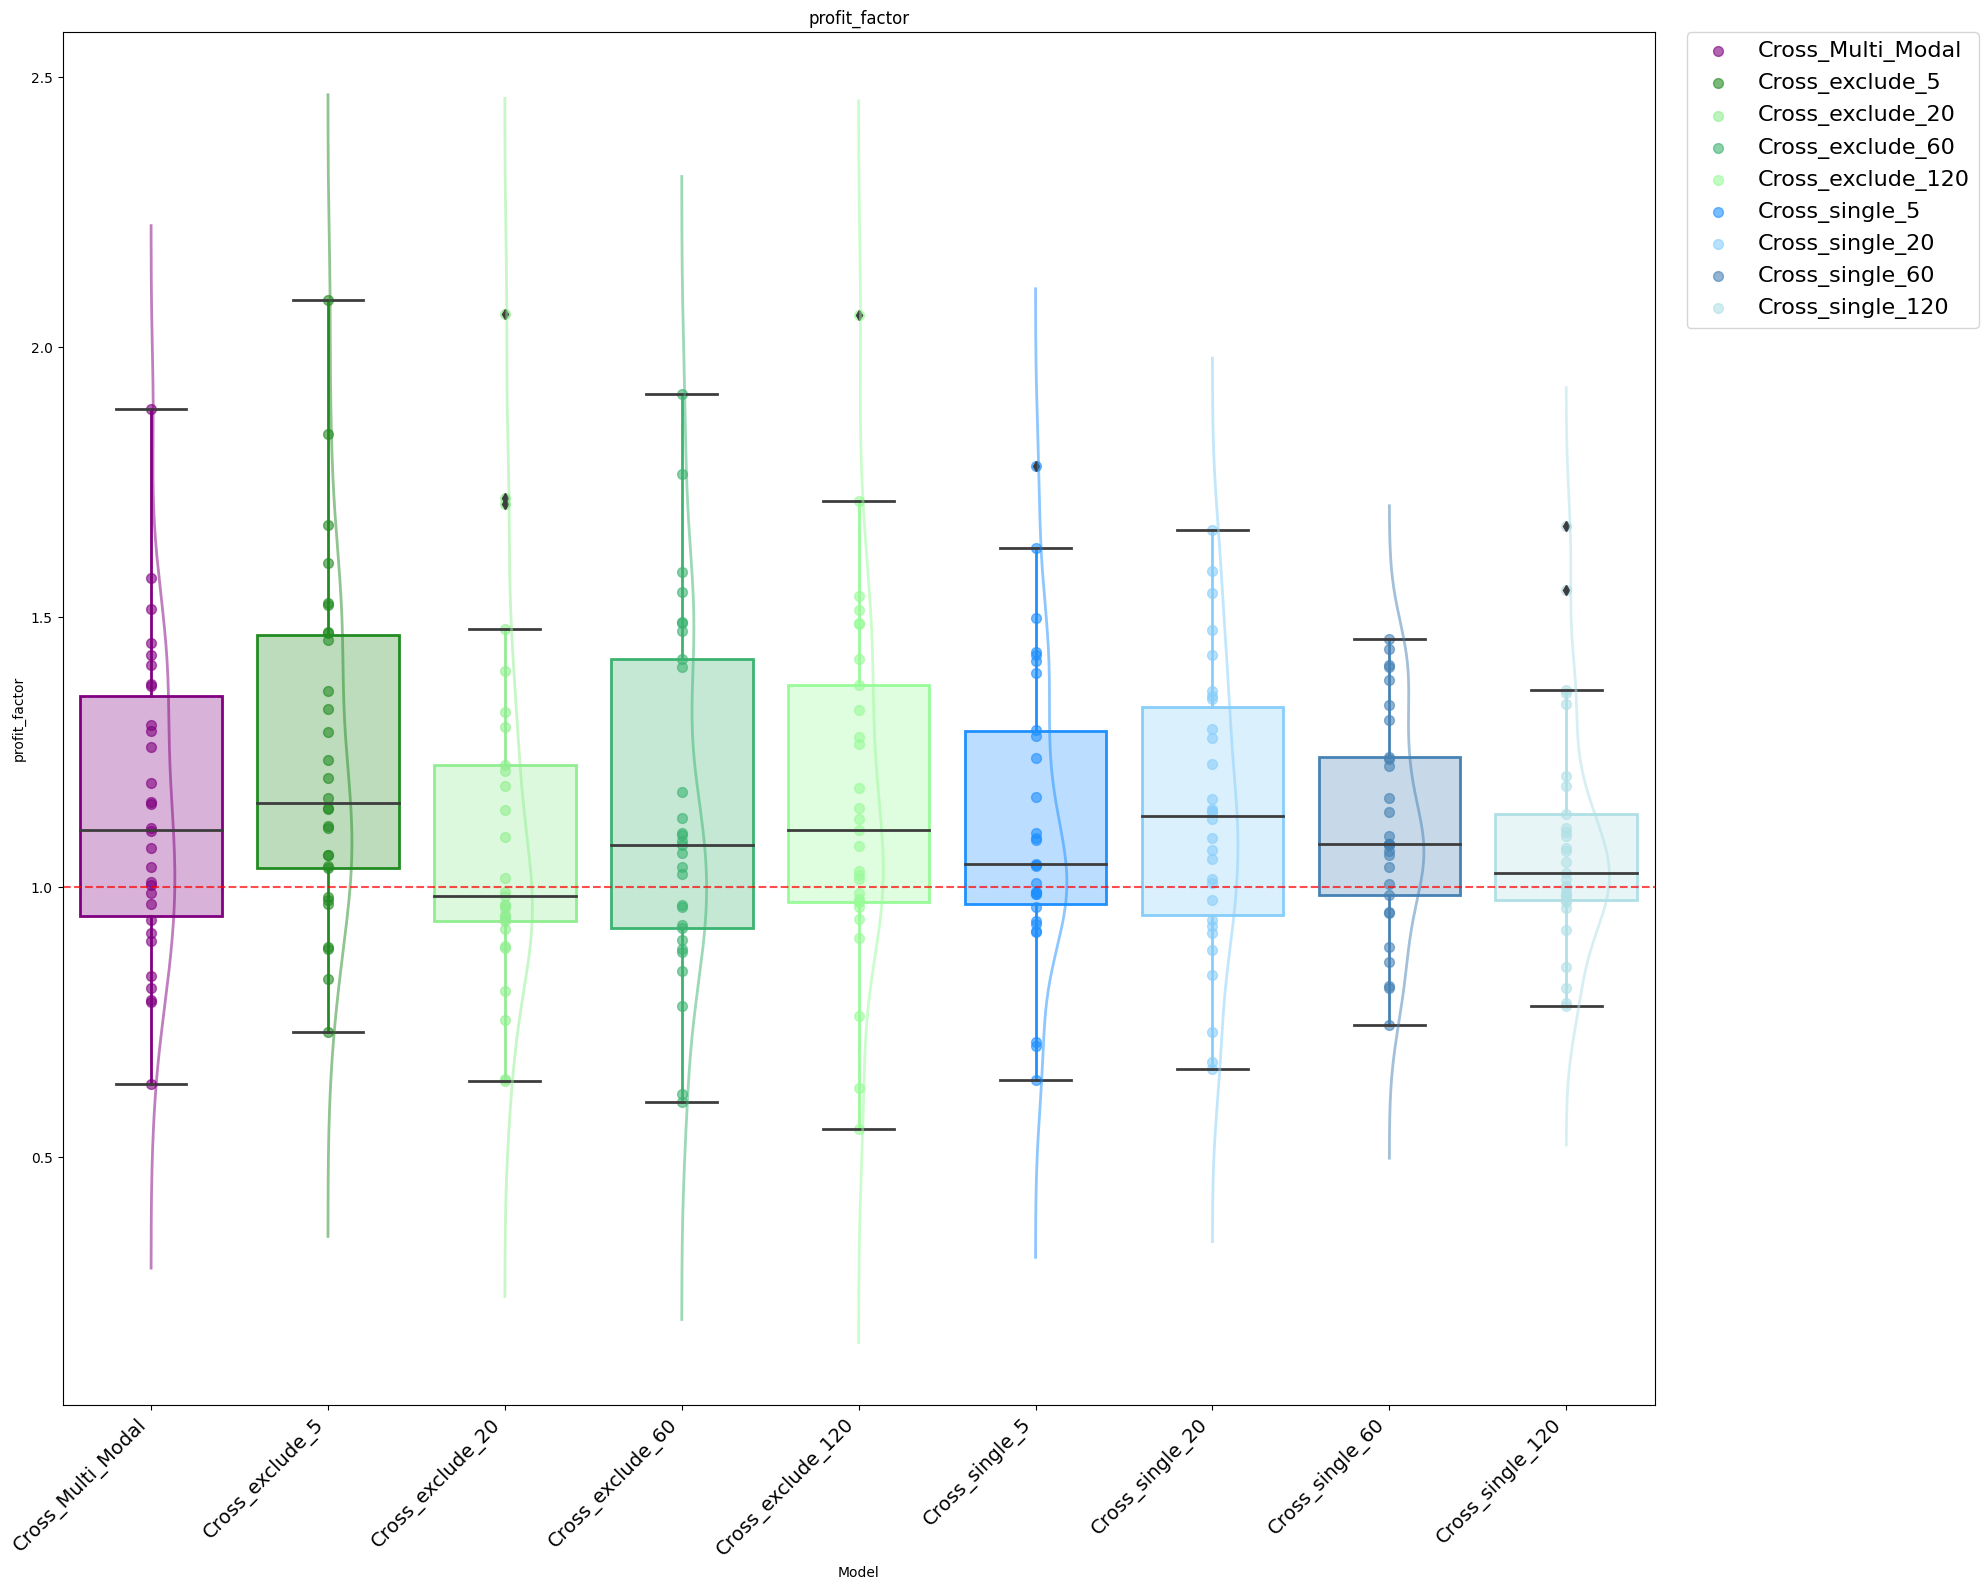 profit_factor
profit_factor
2.5
2.0
1.5
1.0
0.5
Cross_Multi_Modal
Cross_exclude_5
Cross_exclude_20
Cross_exclude_60
Cross_exclude_120
Cross_single_5
Cross_single_20
Cross_single_60
Cross_single_120
Model
Cross_Multi_Modal
Cross_exclude_5
Cross_exclude_20
Cross_exclude_60
Cross_exclude_120
Cross_single_5
Cross_single_20
Cross_single_60
Cross_single_120